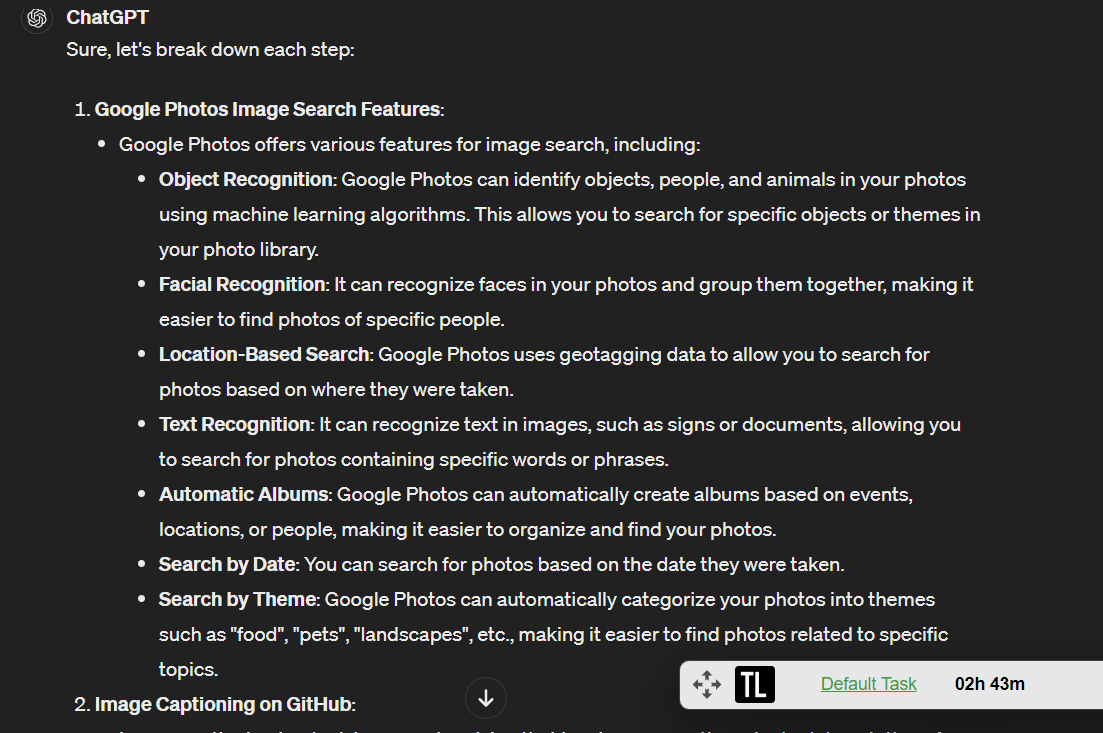 ChatGPT
Sure, let's break down each step:
1. Google Photos Image Search Features:
• Google Photos offers various features for image search, including:
• Object Recognition: Google Photos can identify objects, people, and animals in your photos
using machine learning algorithms. This allows you to search for specific objects or themes in
your photo library.
• Facial Recognition: It can recognize faces in your photos and group them together, making it
easier to find photos of specific people.
• Location-Based Search: Google Photos uses geotagging data to allow you to search for
photos based on where they were taken.
• Text Recognition: It can recognize text in images, such as signs or documents, allowing you
to search for photos containing specific words or phrases.
• Automatic Albums: Google Photos can automatically create albums based on events,
locations, or people, making it easier to organize and find your photos.
• Search by Date: You can search for photos based on the date they were taken.
• Search by Theme: Google Photos can automatically categorize your photos into themes
such as "food", "pets", "landscapes", etc., making it easier to find photos related to specific
topics.
TL Default Task 02h 43m
2. Image Captioning on GitHub: